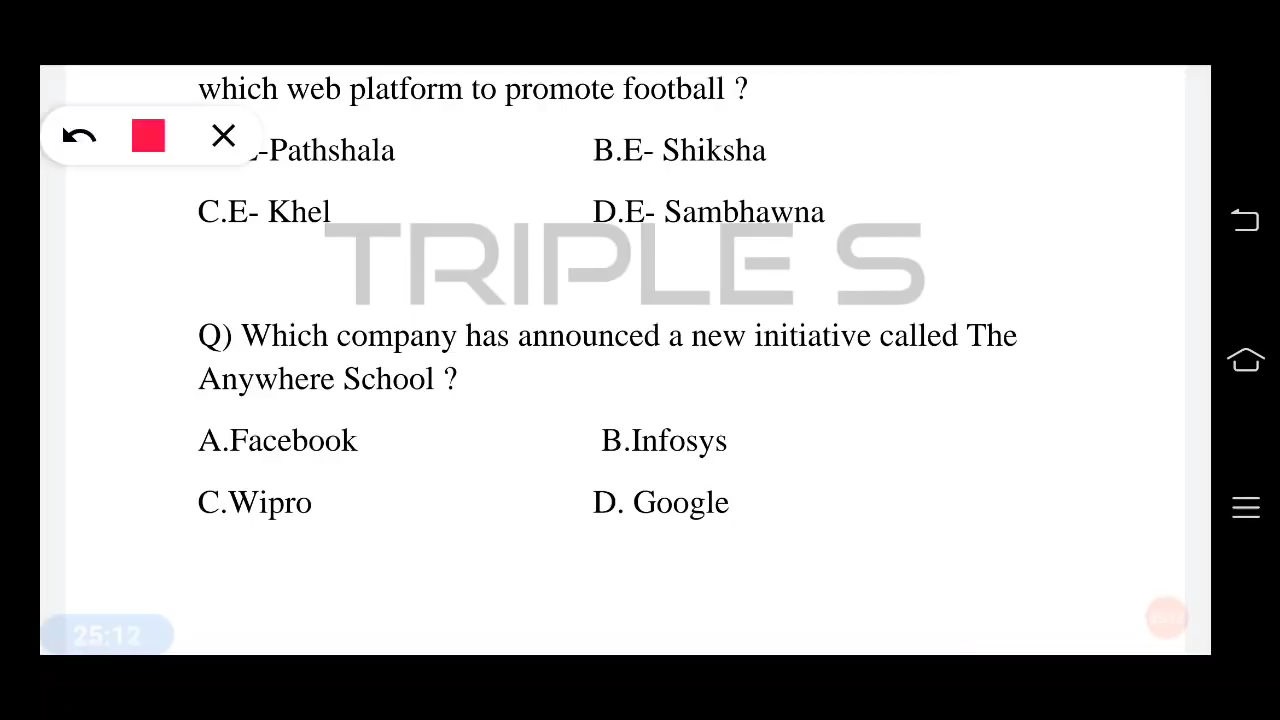 which web platform to promote football ?
-Pathshala
B.E- Shiksha
C.E- Khel
D.E- Sambhawna
TRIPLE S
Q) Which company has announced a new initiative called The
Anywhere School ?
A.Facebook
B.Infosys
C.Wipro
D. Google
25:12